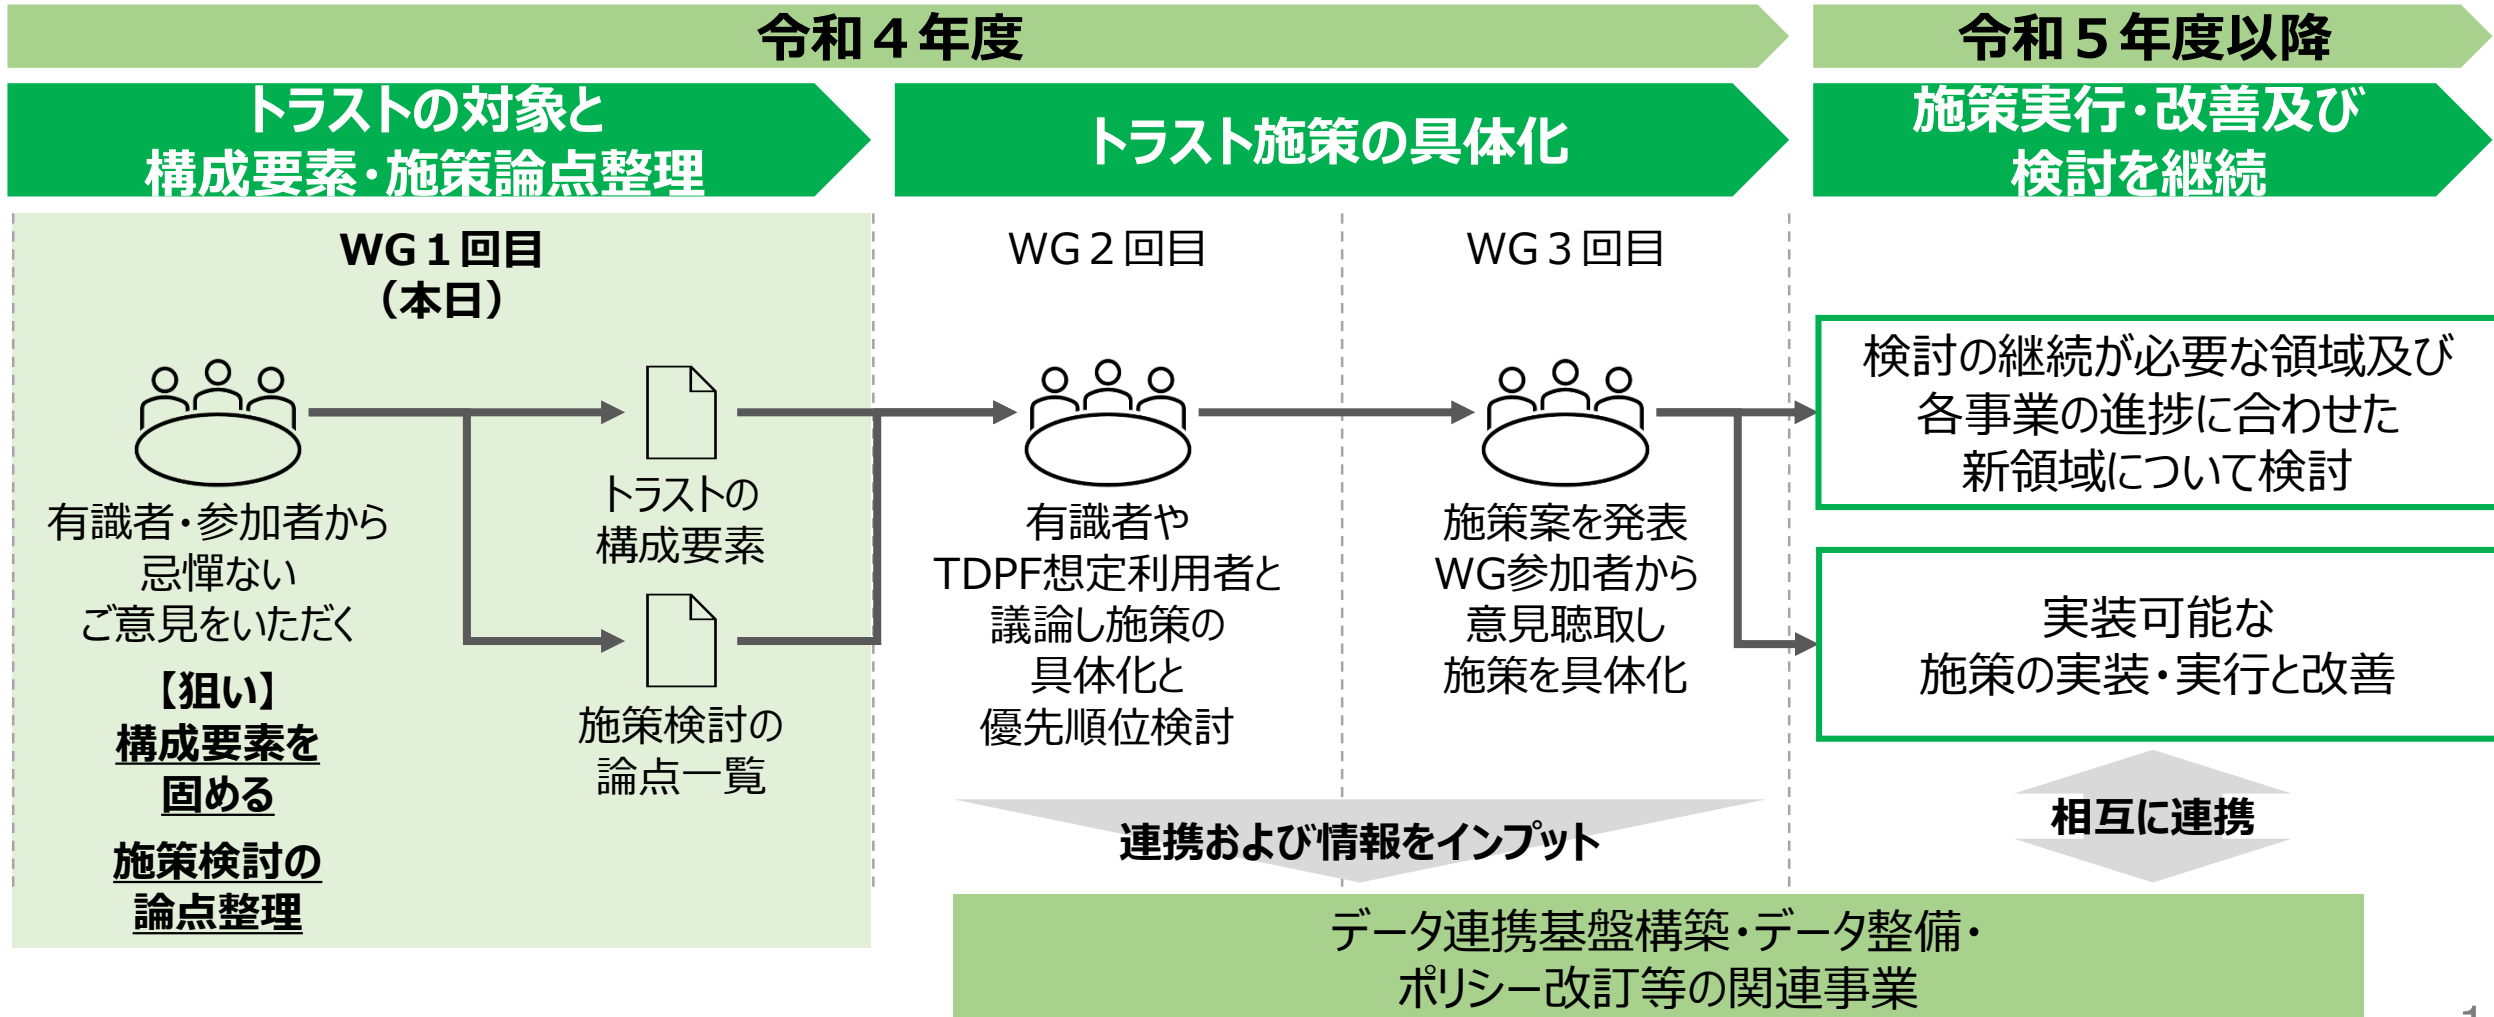 令和４年度
令和５年度以降
トラストの対象と
構成要素・施策論点整理
トラスト施策の具体化
施策実行・改善及び
検討を継続
WG１回目
（本日）
有識者・参加者から
忌憚ない
ご意見をいただく
【狙い】
構成要素を
固める
施策検討の
論点整理
トラストの
構成要素
施策検討の
論点一覧
WG２回目
有識者や
TDPF想定利用者と
議論し施策の
具体化と
優先順位検討
WG３回目
施策案を発表
WG参加者から
意見聴取し
施策を具体化
検討の継続が必要な領域及び
各事業の進捗に合わせた
新領域について検討
実装可能な
施策の実装・実行と改善
連携および情報をインプット
相互に連携
データ連携基盤構築・データ整備・
ポリシー改訂等の関連事業